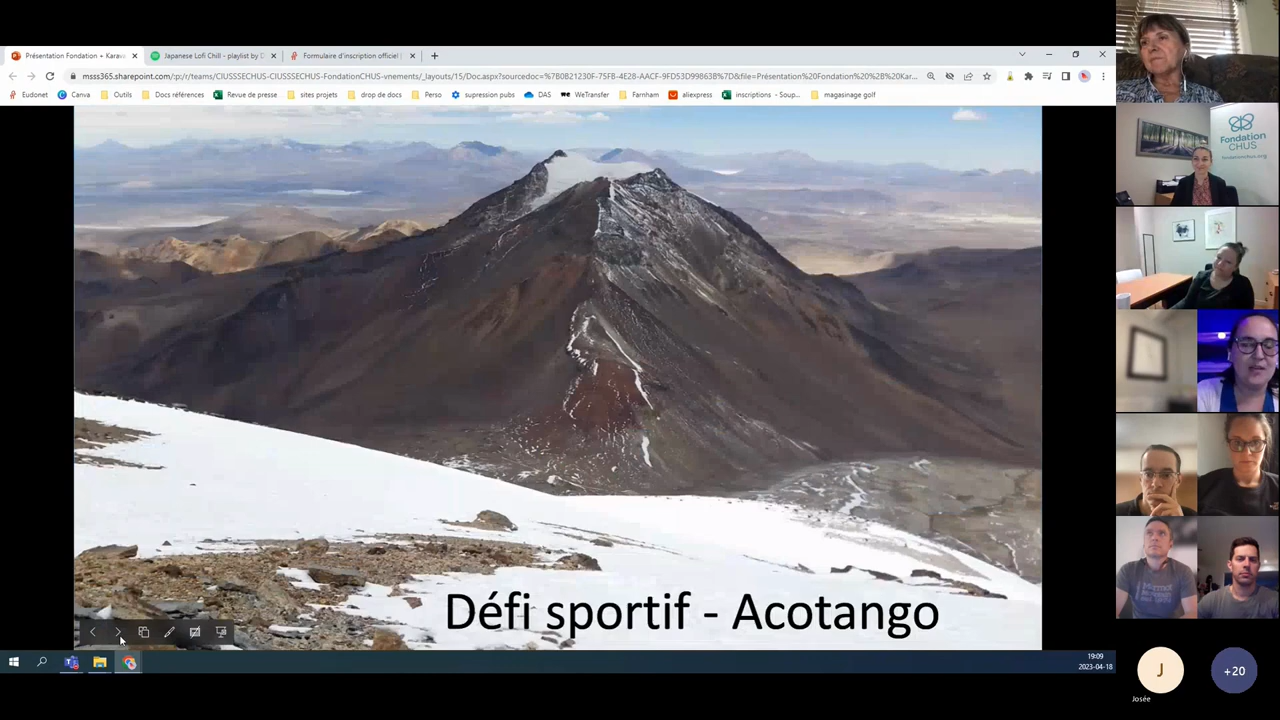 Présentation Fondation + Karav
Japanese Lofi Chill - playlist by D
Formulaire d'inscription officiel
msss365.sharepoint.com/:p:/r/teams/CIUSSSECHUS-CIUSSSECHUS-FondationCHUS-vnements/_layouts/15/Doc.aspx?sourcedoc=%7B0B21230F-75FB-4E28-AACF-9FD53D99863B%7D&file=Présentation%20Fondation%20%2B%20Kar...
Eudonet
Canva
Outils
Docs références
Revue de presse
sites projets
drop de docs
Perso
supression pubs
DAS
WeTransfer
Farnham
aliexpress
inscriptions - Soup...
magasinage golf
Fondation
CHUS
fondationchus.org
Défi sportif - Acotango
19:09
2023-04-18
J
Josée
+20